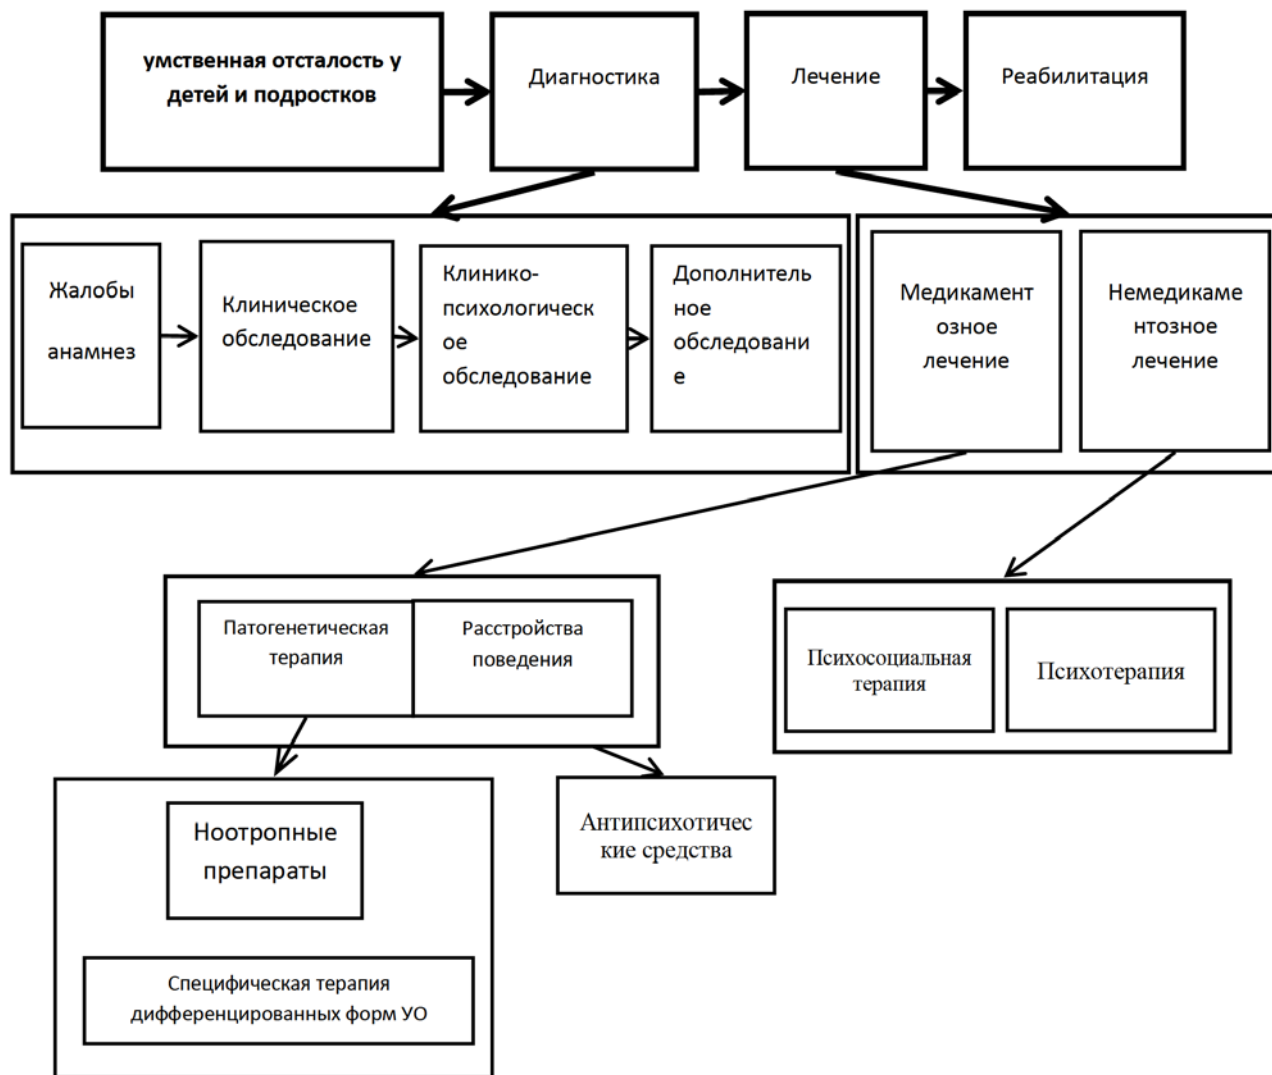 умственная отсталость у
детей и подростков
Диагностика
Лечение
Реабилитация
Жалобы
анамнез
Клиническое
обследование
Клинико-
психологическ
ое
обследование
Дополнитель
ное
обследовани
е
Медикамент
озное
лечение
Немедикаме
нтозное
лечение
Патогенетическая
терапия
Расстройства
поведения
Психосоциальная
терапия
Психотерапия
Ноотропные
препараты
Антипсихотичес
кие средства
Специфическая терапия
дифференцированных форм УО